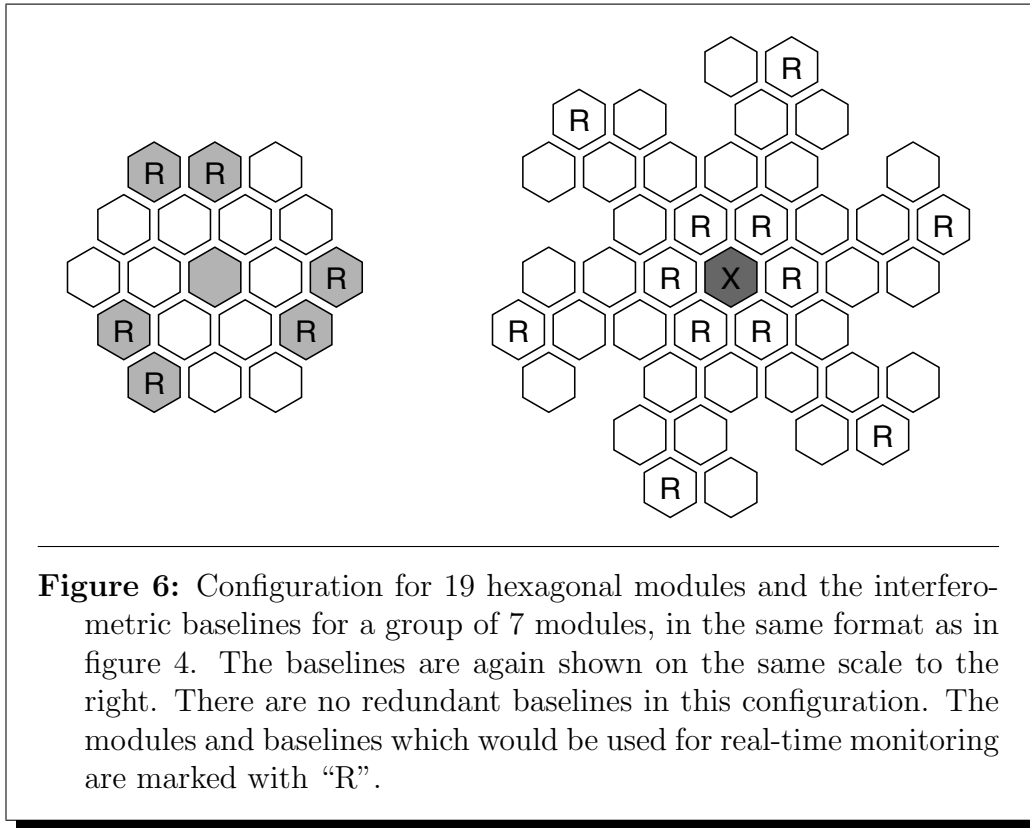 R
R R
R
R R
R R X R
R R
R R R
R
R
R
Figure 6: Configuration for 19 hexagonal modules and the interfero-
metric baselines for a group of 7 modules, in the same format as in
figure 4. The baselines are again shown on the same scale to the
right. There are no redundant baselines in this configuration. The
modules and baselines which would be used for real-time monitoring
are marked with “R”.